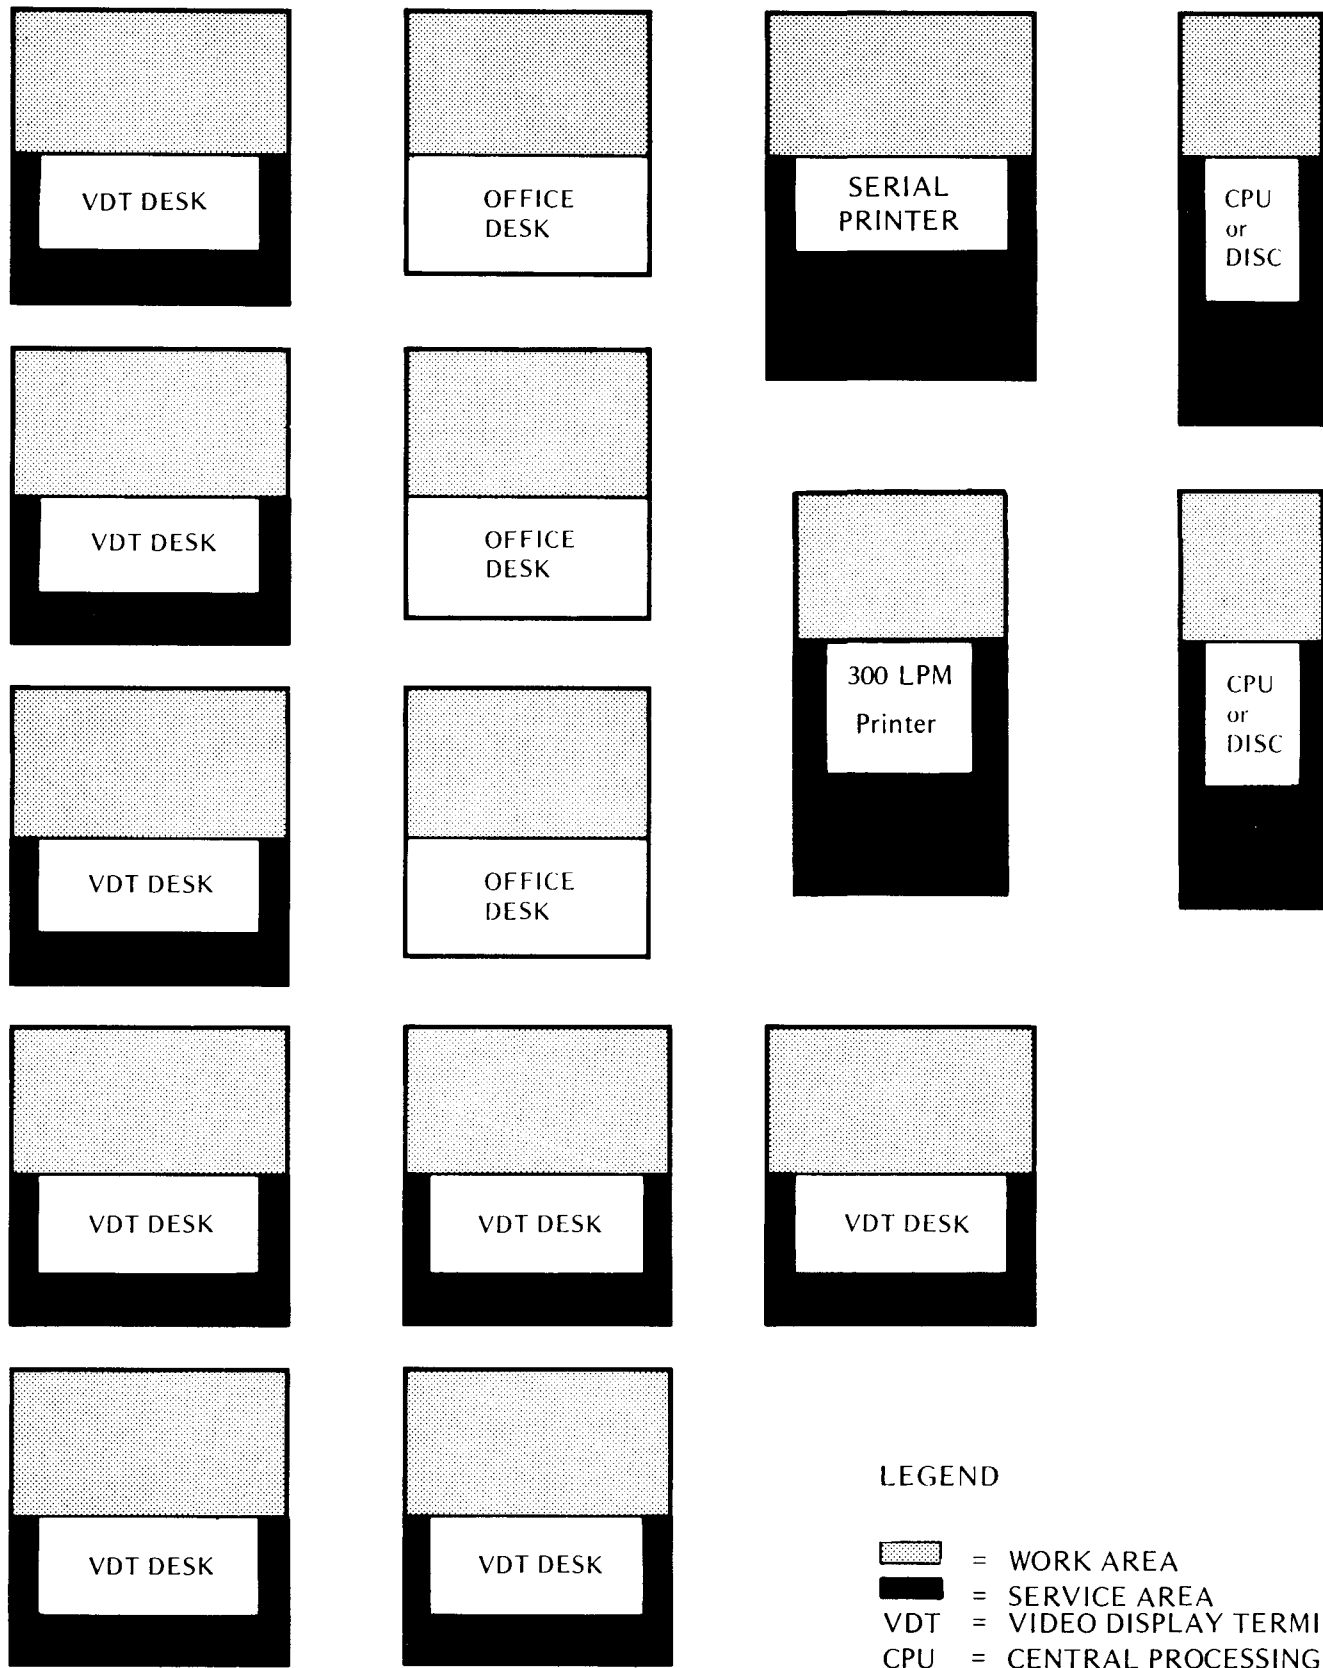 VDT DESK
OFFICE
DESK
SERIAL
PRINTER
CPU
or
DISC
VDT DESK
OFFICE
DESK
300 LPM
Printer
CPU
or
DISC
VDT DESK
OFFICE
DESK
VDT DESK
VDT DESK
VDT DESK
VDT DESK
VDT DESK
LEGEND
= WORK AREA
= SERVICE AREA
VDT = VIDEO DISPLAY TERMI
CPU = CENTRAL PROCESSING